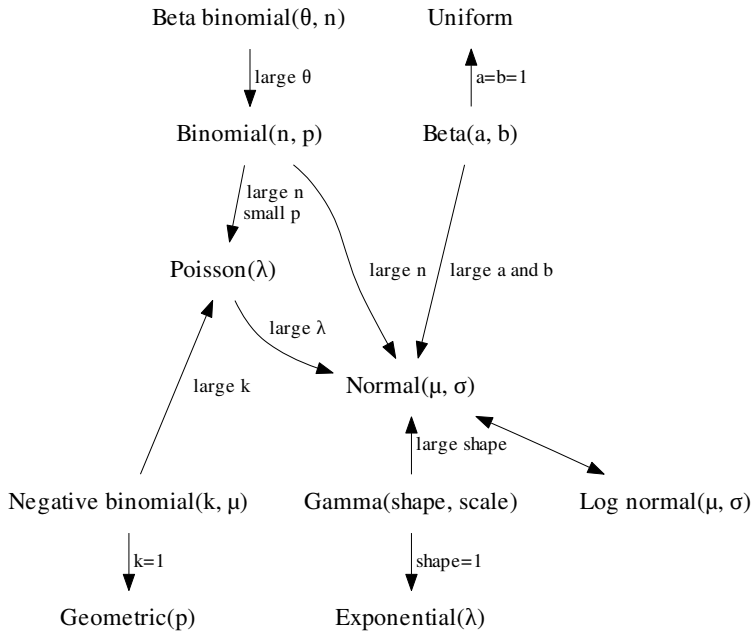 Beta binomial(θ, n)
Uniform
large θ
a=b=1
Binomial(n, p)
Beta(a, b)
large n
small p
Poisson(λ)
large n
large a and b
large λ
large k
Normal(μ, σ)
large shape
Negative binomial(k, μ)
Gamma(shape, scale)
Log normal(μ, σ)
k=1
shape=1
Geometric(p)
Exponential(λ)